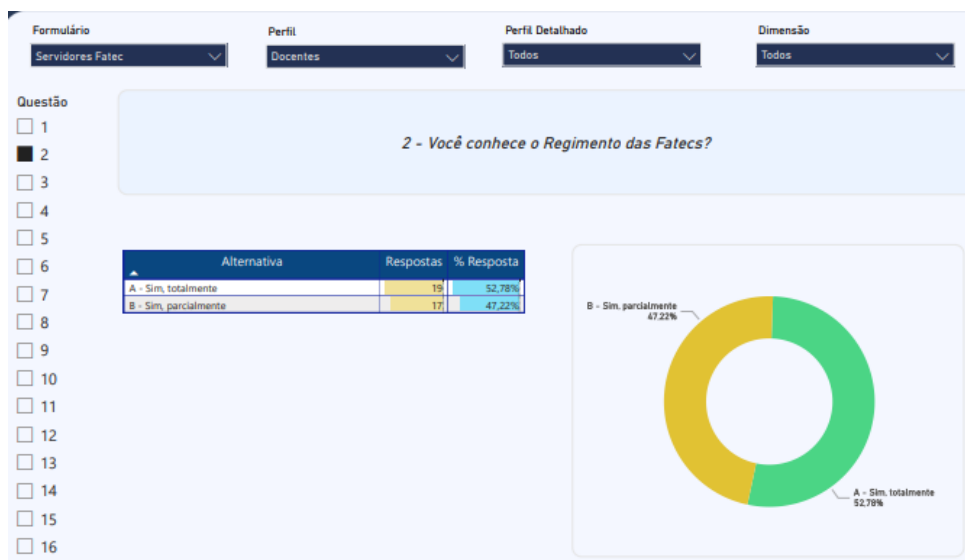 Formulário
Perfil
Perfil Detalhado
Dimensão
Servidores Fatec
Docentes
Todos
Todos
Questão
1
2
3
4
5
6
7
8
9
10
11
12
13
14
15
16
2 - Você conhece o Regimento das Fatecs?
Alternativa Respostas % Resposta
A - Sim, totalmente 19 52,78%
B - Sim, parcialmente 17 47,22%
B - Sim, parcialmente
47,22%
A - Sim, totalmente
52,78%